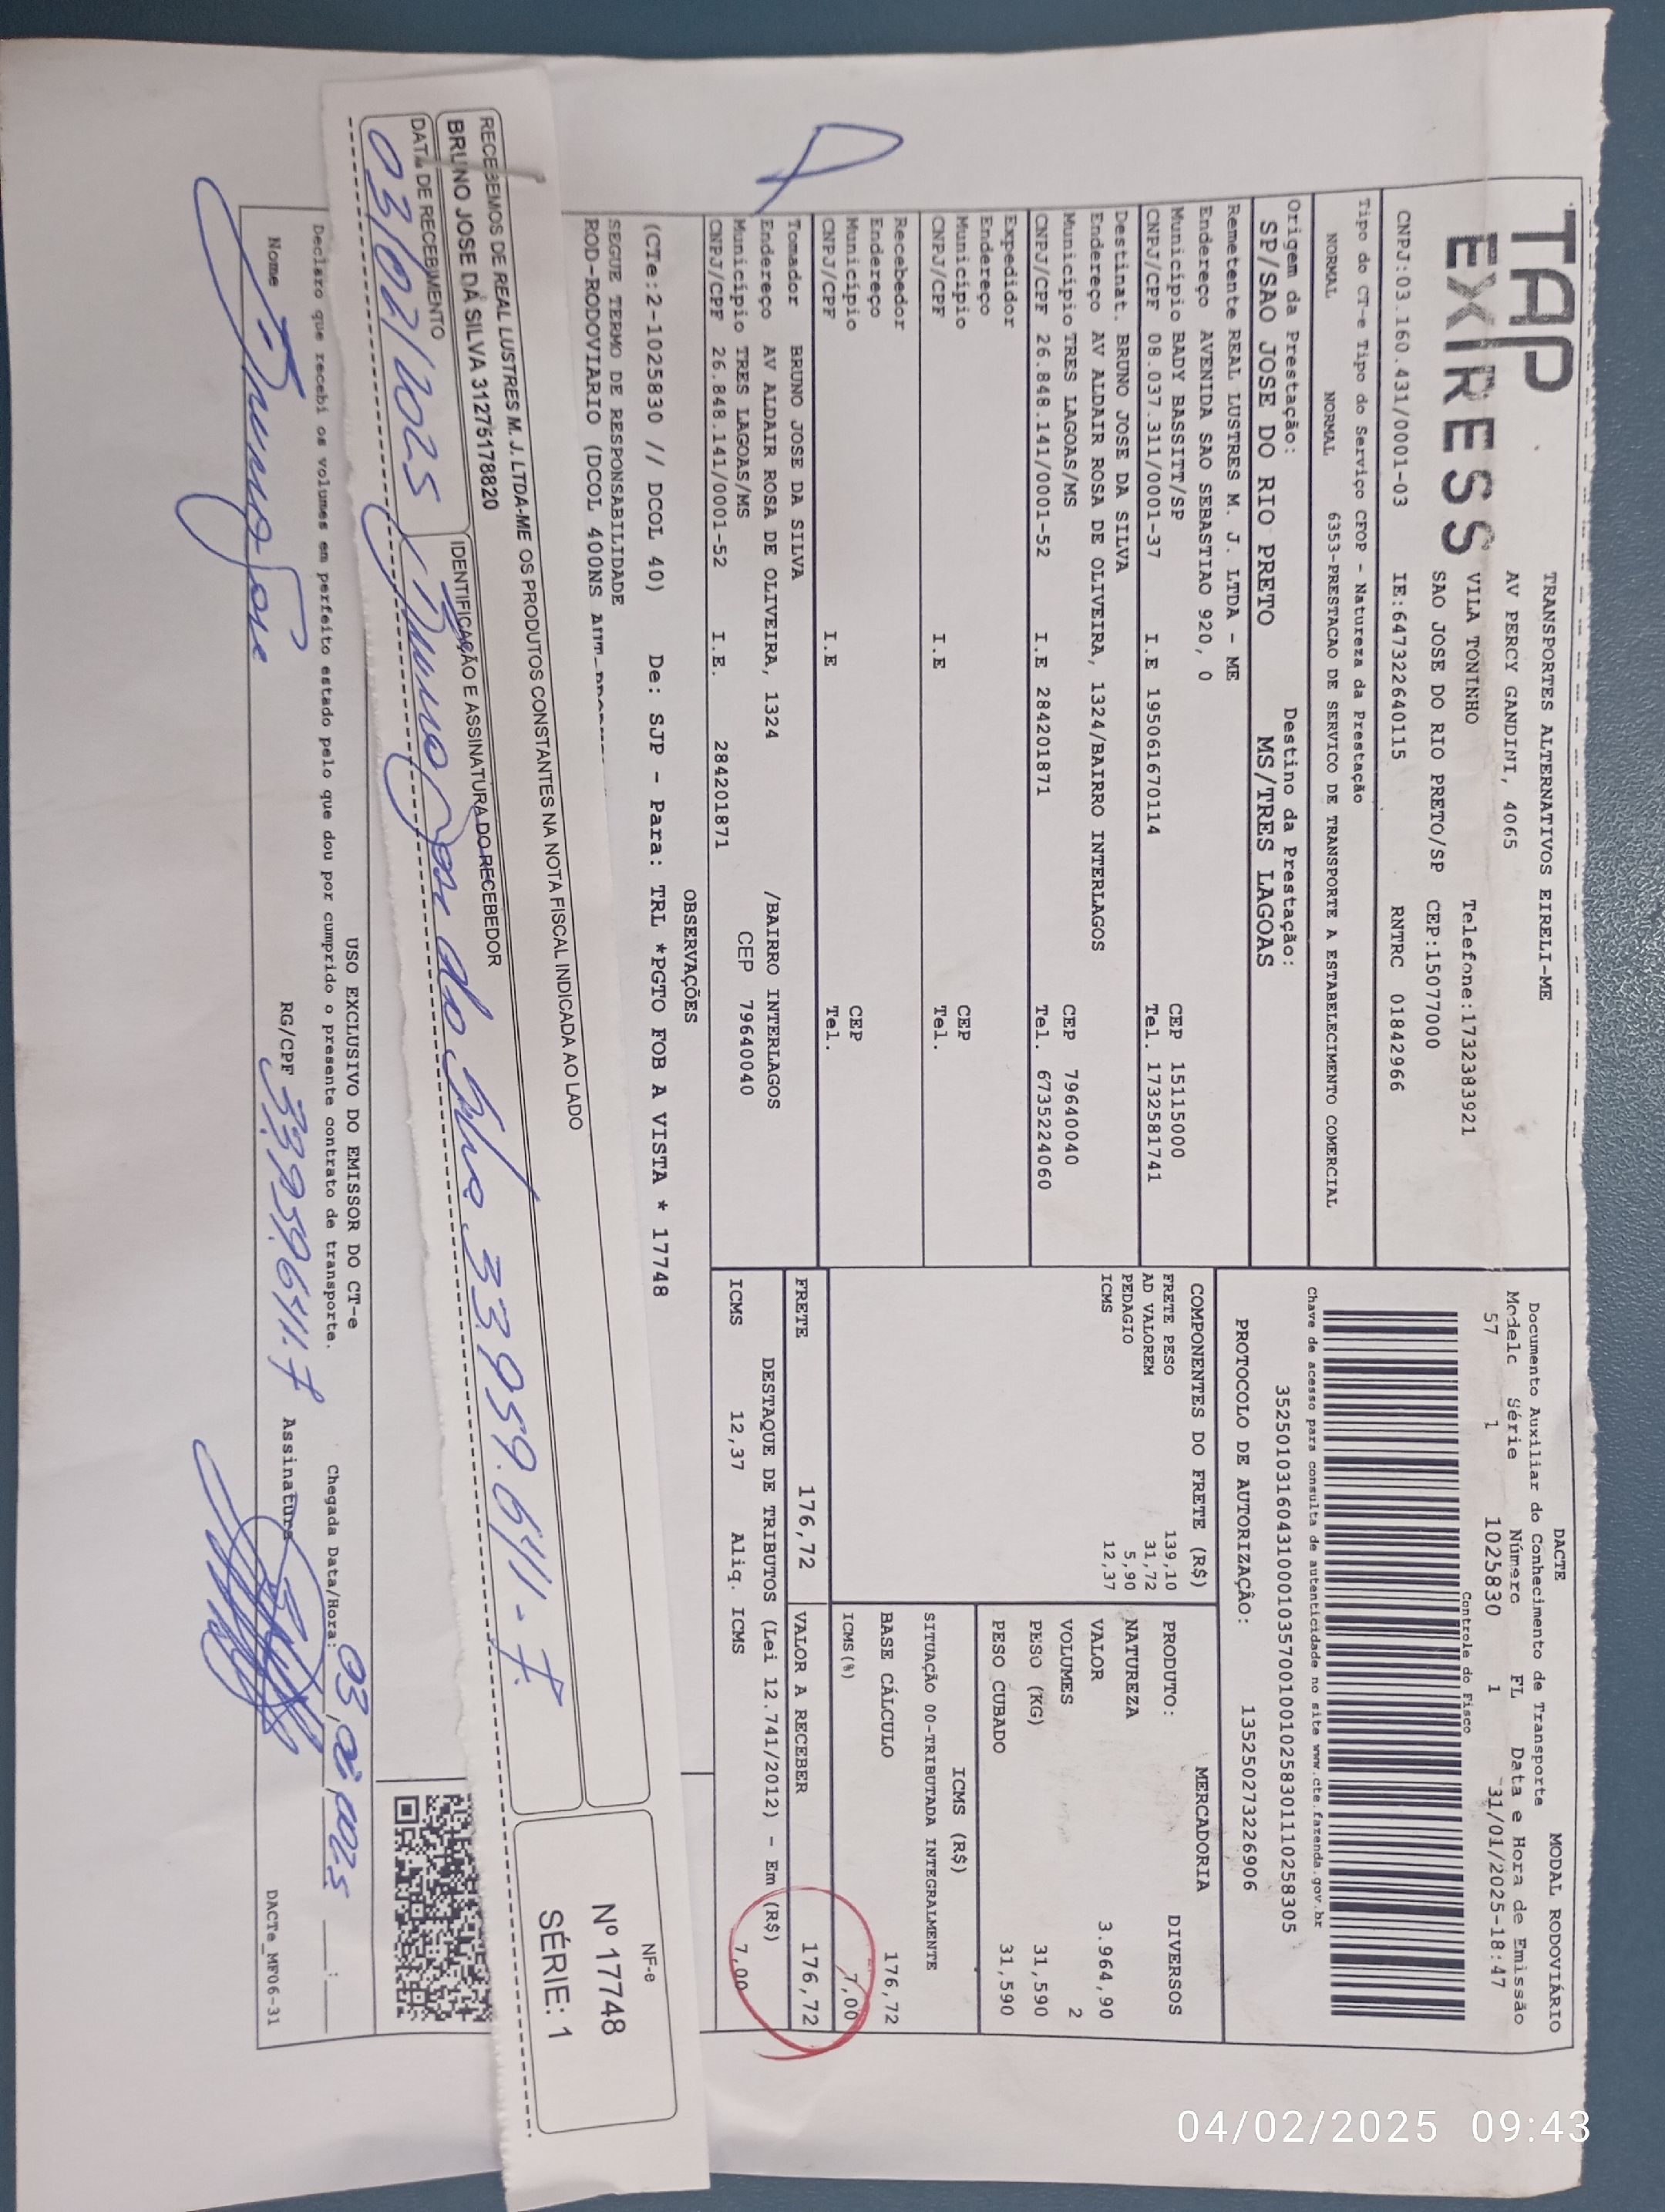 TAP
EXPRESS
TRANSPORTES ALTERNATIVOS EIRELI-ME
AV PERCY GANDINI, 4065
VILA TONINHO Telefone:1732383921
SAO JOSE DO RIO PRETO/SP CEP:15077000
CNPJ:03.160.431/0001-03 IE:647322640115 RNTRC 01842966
DACTE MODAL RODOVIÁRIO
Documento Auxiliar do Conhecimento de Transporte
Modelo Série Número FL Data e Hora de Emissão
57 1 1025830 1 31/01/2025-18:47
Controle do Fisco
Tipo do CT-e Tipo do Serviço CFOP - Natureza da Prestação
NORMAL NORMAL 6353-PRESTACAO DE SERVICO DE TRANSPORTE A ESTABELECIMENTO COMERCIAL
Chave de acesso para consulta de autenticidade no site www.cte.fazenda.gov.br
35250103160431000103570010010258301110258305
Origem da Prestação: Destino da Prestação:
SP/SAO JOSE DO RIO PRETO MS/TRES LAGOAS
PROTOCOLO DE AUTORIZAÇÃO: 135250273226906
Remetente REAL LUSTRES M. J. LTDA - ME
Endereço AVENIDA SAO SEBASTIAO 920, 0
Município BADY BASSITT/SP CEP 15115000
CNPJ/CPF 08.037.311/0001-37 I.E 195061670114 Tel. 1732581741
Destinat. BRUNO JOSE DA SILVA
Endereço AV ALDAIR ROSA DE OLIVEIRA, 1324/BAIRRO INTERLAGOS
Município TRES LAGOAS/MS CEP 79640040
CNPJ/CPF 26.848.141/0001-52 I.E 284201871 Tel. 6735224060
Expedidor
Endereço
Município CEP
CNPJ/CPF I.E Tel.
Recebedor
Endereço
Município CEP
CNPJ/CPF I.E Tel.
Tomador BRUNO JOSE DA SILVA
Endereço AV ALDAIR ROSA DE OLIVEIRA, 1324 /BAIRRO INTERLAGOS
Município TRES LAGOAS/MS CEP 79640040
CNPJ/CPF 26.848.141/0001-52 I.E. 284201871
COMPONENTES DO FRETE (R$)
FRETE PESO 139,10
AD VALOREM 31,72
PEDAGIO 5,90
ICMS 12,37
MERCADORIA
PRODUTO: DIVERSOS
NATUREZA
VALOR 3.964,90
VOLUMES 2
PESO (KG) 31,590
PESO CUBADO 31,590
ICMS (R$)
SITUAÇÃO 00-TRIBUTADA INTEGRALMENTE
BASE CÁLCULO 176,72
ICMS(%) 7,00
FRETE 176,72 VALOR A RECEBER 176,72
DESTAQUE DE TRIBUTOS (Lei 12.741/2012) - Em (R$)
ICMS 12,37 Aliq. ICMS 7,00
OBSERVAÇÕES
(CTe:2-1025830 // DCOL 40) De: SJP - Para: TRL *PGTO FOB A VISTA * 17748
SEGUE TERMO DE RESPONSABILIDADE
ROD-RODOVIARIO (DCOL 400NS
RECEBEMOS DE REAL LUSTRES M. J. LTDA-ME OS PRODUTOS CONSTANTES NA NOTA FISCAL INDICADA AO LADO
BRUNO JOSE DA SILVA 31275178820
DATA DE RECEBIMENTO IDENTIFICAÇÃO E ASSINATURA DO RECEBEDOR
03/02/2025 Bruno Jose da Silva 33.959.641-7
NF-e
Nº 17748
SÉRIE: 1
USO EXCLUSIVO DO EMISSOR DO CT-e
Declaro que recebi os volumes em perfeito estado pelo que dou por cumprido o presente contrato de transporte. Chegada Data/Hora: 03/02/2025 __:__
Nome Bruno Jose RG/CPF 33.959.641.7 Assinatura
DACTe_MF06-31
04/02/2025 09:43